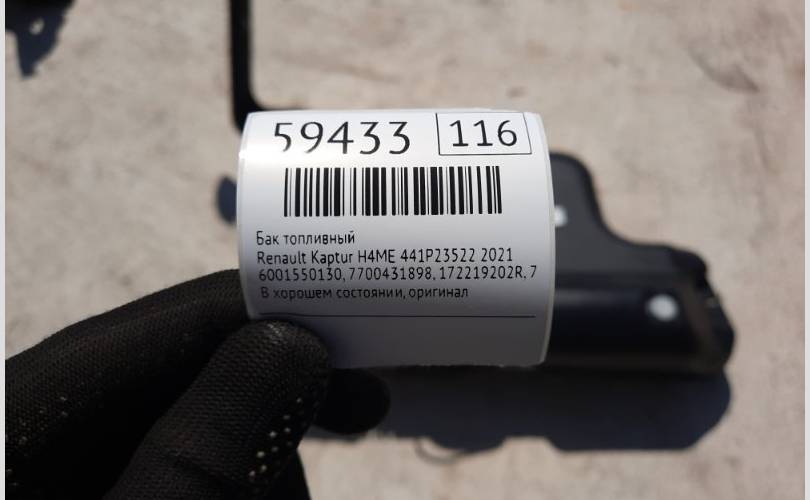 59433 116
Бак топливный
Renault Kaptur H4ME 441P23522 2021
6001550130, 7700431898, 172219202R, 7
В хорошем состоянии, оригинал